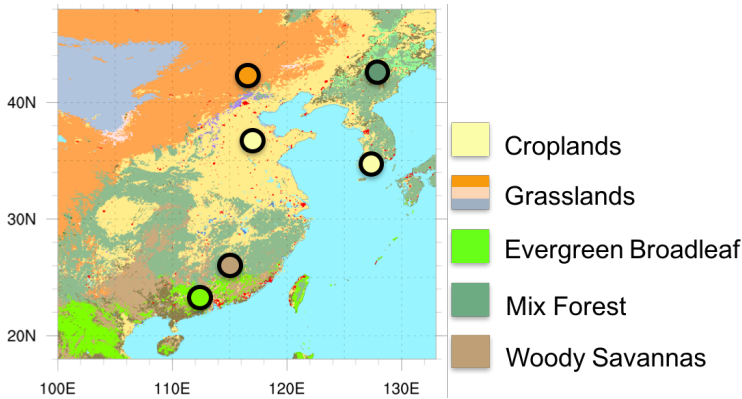 40N
30N
20N
100E 110E 120E 130E
Croplands
Grasslands
Evergreen Broadleaf
Mix Forest
Woody Savannas